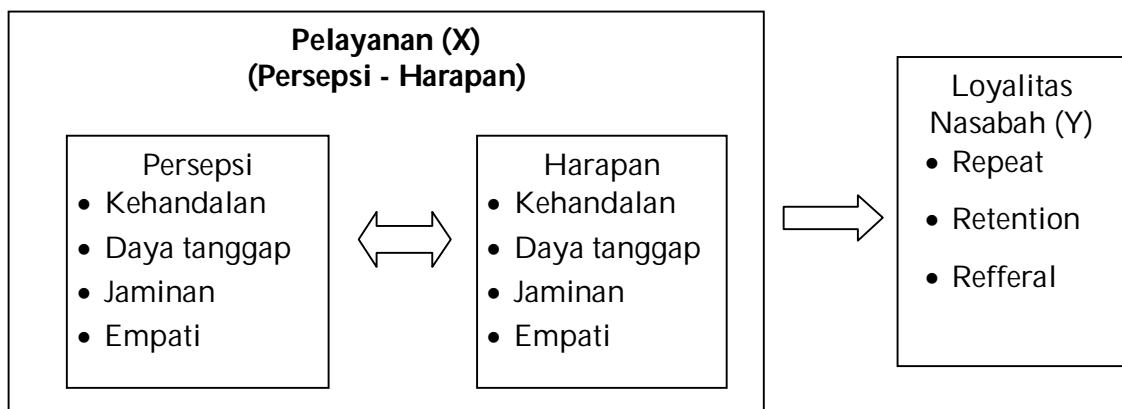 Pelayanan (X)
(Persepsi - Harapan)
Persepsi
• Kehandalan
• Daya tanggap
• Jaminan
• Empati
Harapan
• Kehandalan
• Daya tanggap
• Jaminan
• Empati
Loyalitas
Nasabah (Y)
• Repeat
• Retention
• Refferal